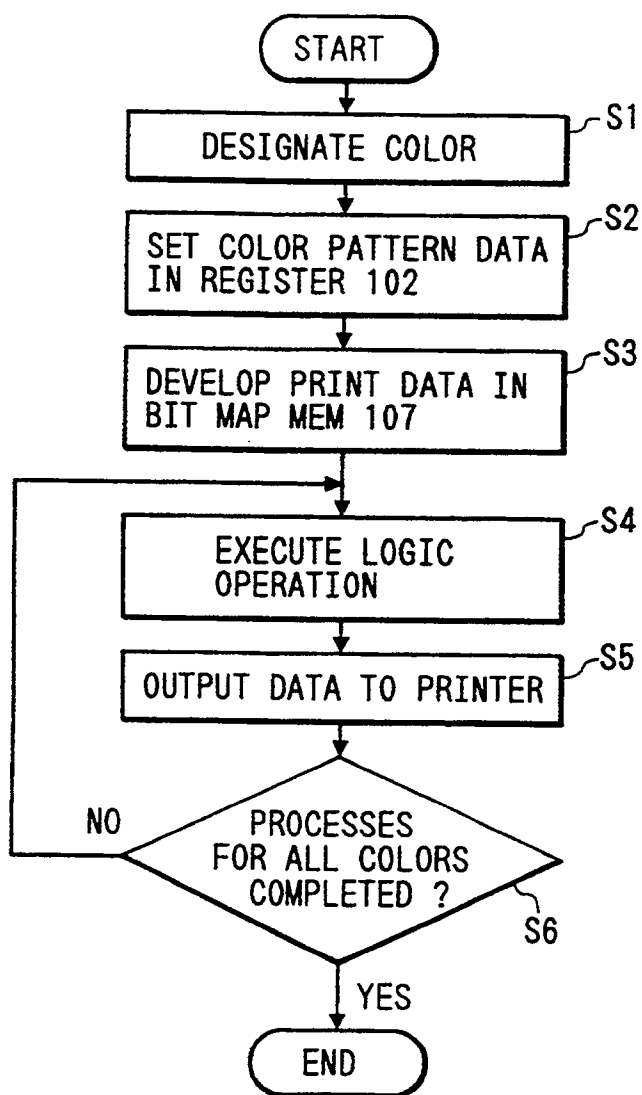 START
S1
DESIGNATE COLOR
S2
SET COLOR PATTERN DATA
IN REGISTER 102
S3
DEVELOP PRINT DATA IN
BIT MAP MEM 107
S4
EXECUTE LOGIC
OPERATION
S5
OUTPUT DATA TO PRINTER
NO
PROCESSES
FOR ALL COLORS
COMPLETED ?
S6
YES
END